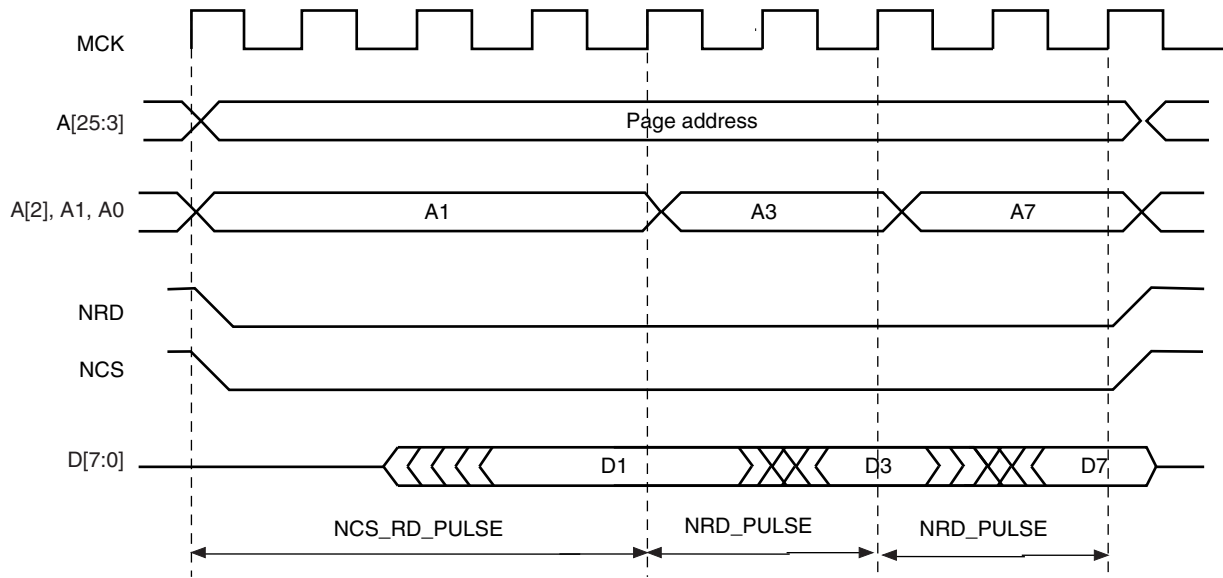 MCK
A[25:3]
Page address
A[2], A1, A0
A1
A3
A7
NRD
NCS
D[7:0]
D1
D3
D7
NCS_RD_PULSE
NRD_PULSE
NRD_PULSE